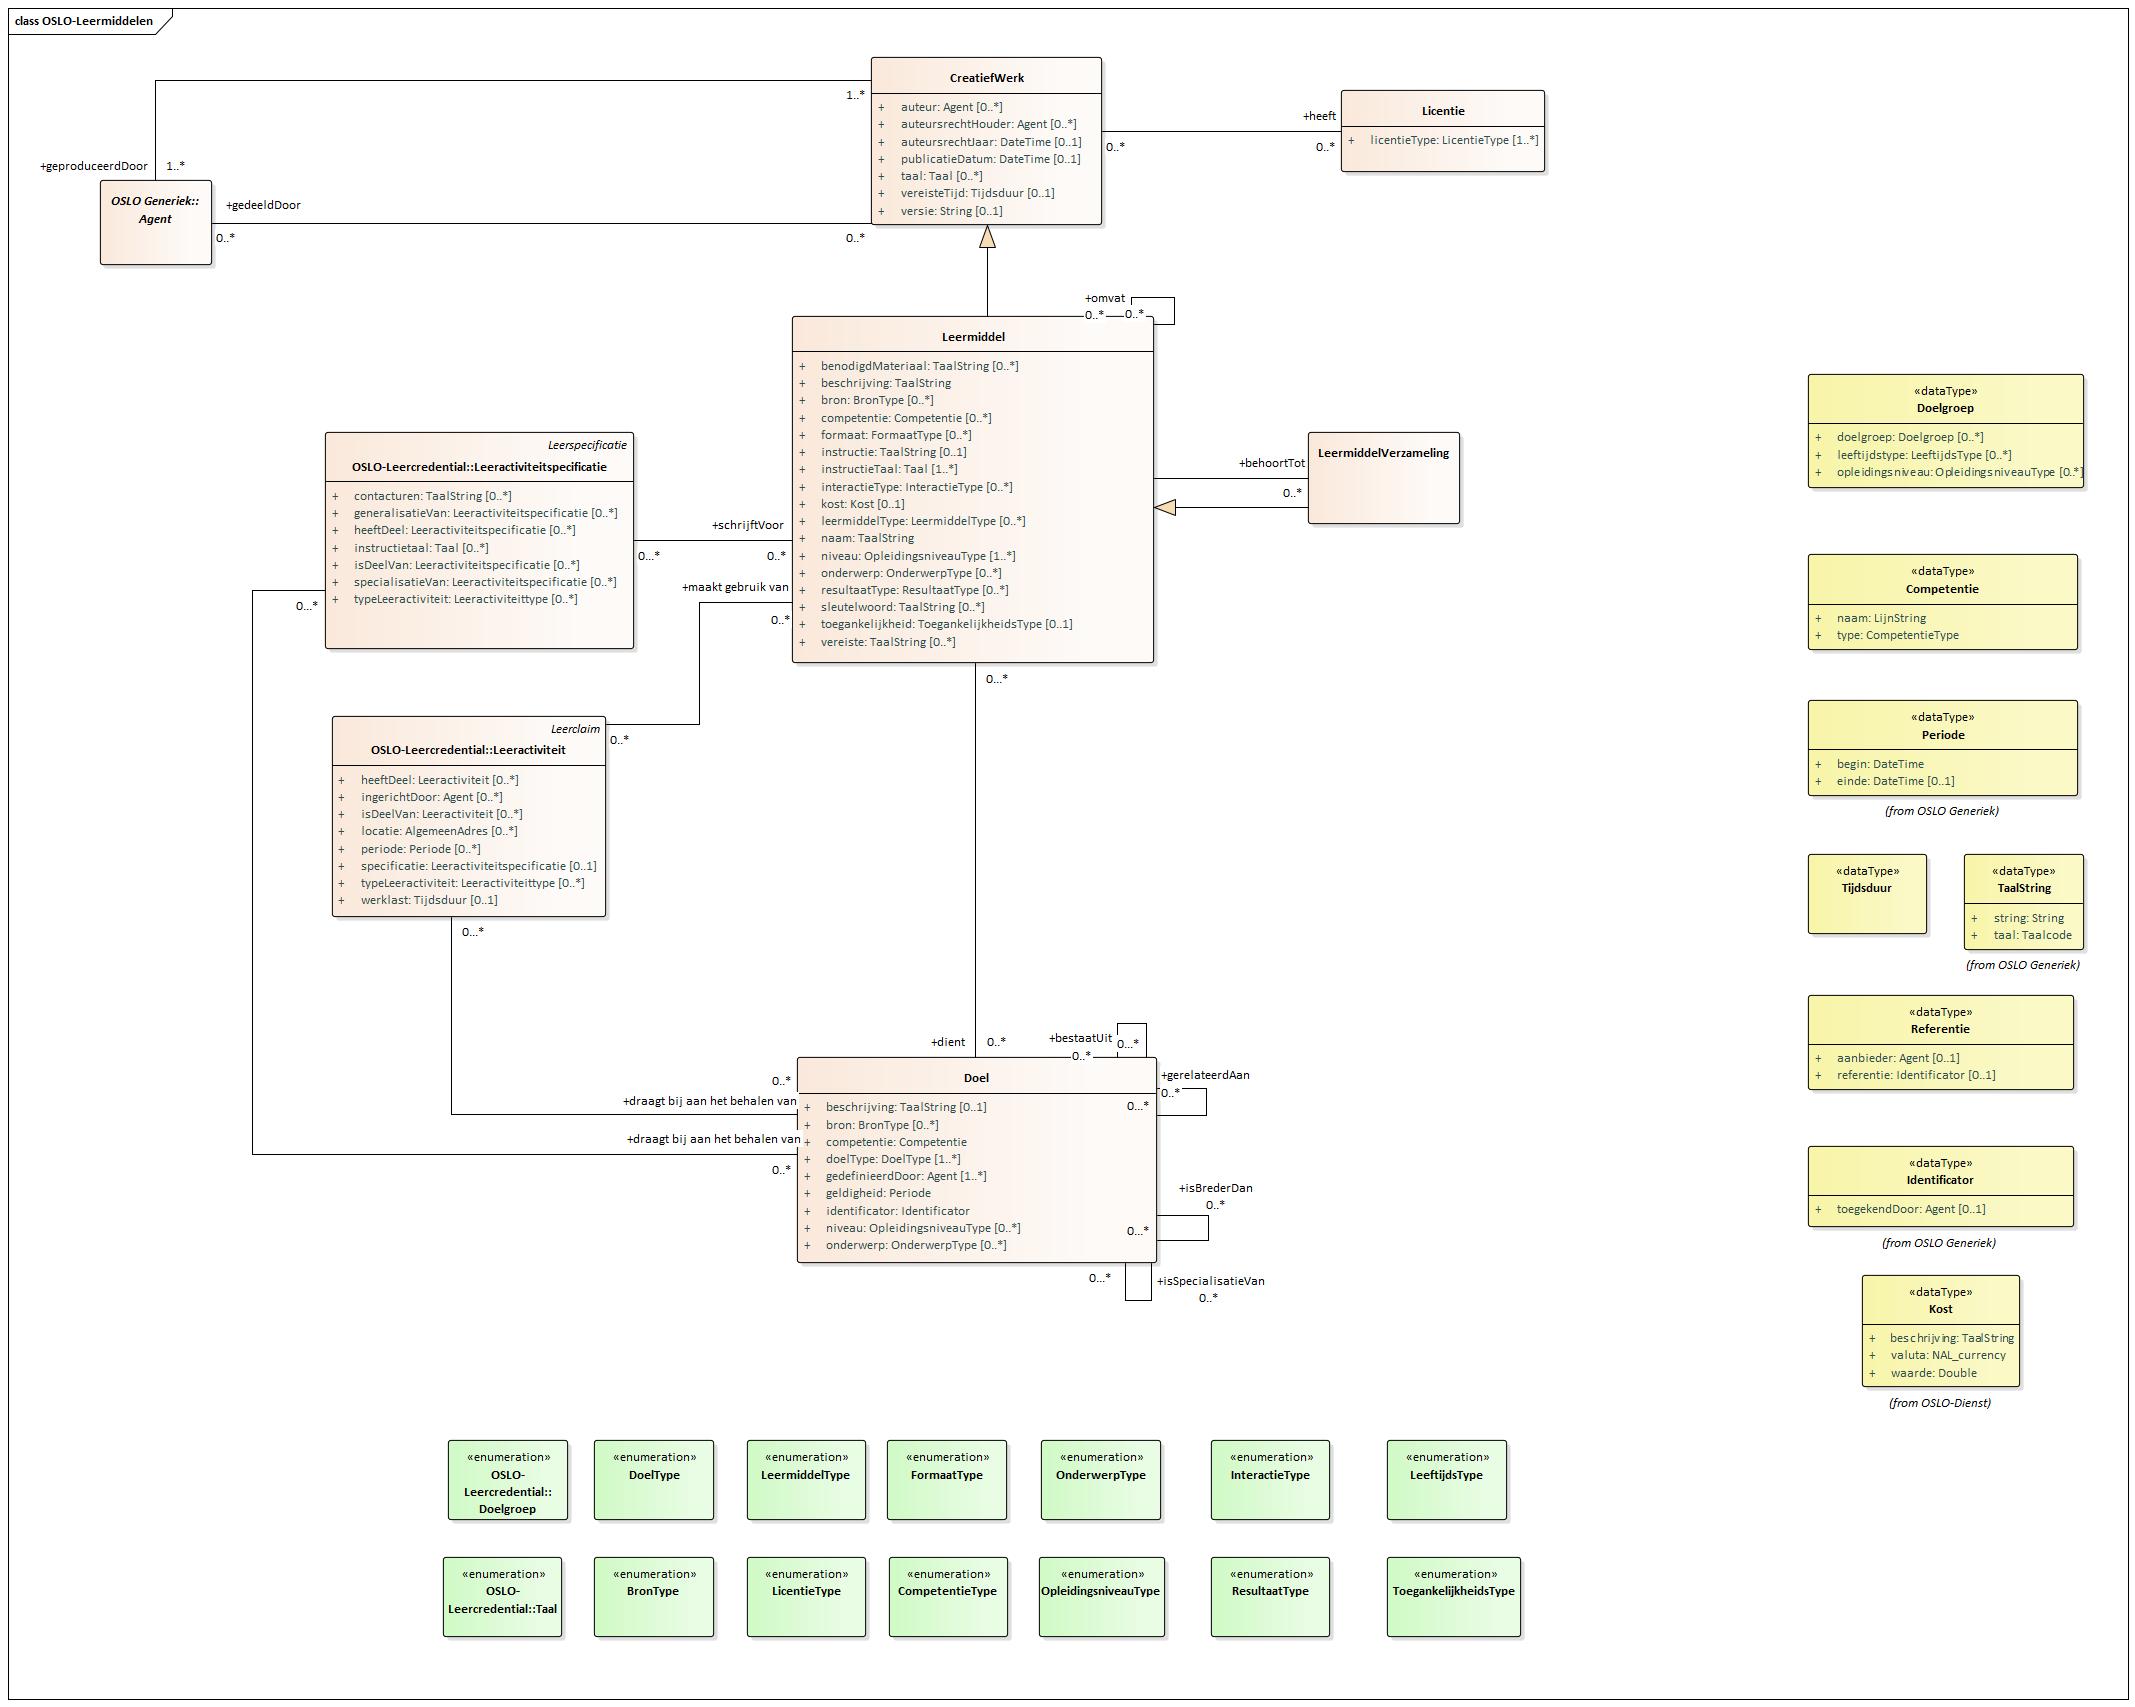 class OSLO-Leermiddelen
CreatiefWerk
+ auteur: Agent [0..*]
+ auteursrechtHouder: Agent [0..*]
+ auteursrechtJaar: DateTime [0..1]
+ publicatieDatum: DateTime [0..1]
+ taal: Taal [0..*]
+ vereisteTijd: Tijdsduur [0..1]
+ versie: String [0..1]
1..*
+geproduceerdDoor
1..*
OSLO Generiek::
Agent
+gedeeldDoor
0..*
0..*
+heeft
0..*
0..*
Licentie
+ licentieType: LicentieType [1..*]
+omvat
0..*
0..*
Leermiddel
+ benodigdMateriaal: TaalString [0..*]
+ beschrijving: TaalString
+ bron: BronType [0..*]
+ competentie: Competentie [0..*]
+ formaat: FormaatType [0..*]
+ instructie: TaalString [0..1]
+ instructieTaal: Taal [1..*]
+ interactieType: InteractieType [0..*]
+ kost: Kost [0..1]
+ leermiddelType: LeermiddelType [0..*]
+ naam: TaalString
+ niveau: OpleidingsniveauType [1..*]
+ onderwerp: OnderwerpType [0..*]
+ resultaatType: ResultaatType [0..*]
+ sleutelwoord: TaalString [0..*]
+ toegankelijkheid: ToegankelijkheidsType [0..1]
+ vereiste: TaalString [0..*]
+behoortTot
0..*
LeermiddelVerzameling
Leerspecificatie
OSLO-Leercredential::Leeractiviteitspecificatie
+ contacturen: TaalString [0..*]
+ generalisatieVan: Leeractiviteitspecificatie [0..*]
+ heeftDeel: Leeractiviteitspecificatie [0..*]
+ instructietaal: Taal [0..*]
+ isDeelVan: Leeractiviteitspecificatie [0..*]
+ specialisatieVan: Leeractiviteitspecificatie [0..*]
+ typeLeeractiviteit: Leeractiviteittype [0..*]
+schrijftVoor
0...*
0..*
+maakt gebruik van
0..*
0...*
Leerclaim
OSLO-Leercredential::Leeractiviteit
+ heeftDeel: Leeractiviteit [0..*]
+ ingerichtDoor: Agent [0..*]
+ isDeelVan: Leeractiviteit [0..*]
+ locatie: AlgemeenAdres [0..*]
+ periode: Periode [0..*]
+ specificatie: Leeractiviteitspecificatie [0..1]
+ typeLeeractiviteit: Leeractiviteittype [0..*]
+ werklast: Tijdsduur [0..1]
0..*
0...*
0...*
+dient
0..*
+bestaatUit
0..*
0...*
0..*
+draagt bij aan het behalen van
+draagt bij aan het behalen van
0..*
Doel
+ beschrijving: TaalString [0..1]
+ bron: BronType [0..*]
+ competentie: Competentie
+ doelType: DoelType [1..*]
+ gedefinieerdDoor: Agent [1..*]
+ geldigheid: Periode
+ identificator: Identificator
+ niveau: OpleidingsniveauType [0..*]
+ onderwerp: OnderwerpType [0..*]
+gerelateerdAan
0..*
0...*
+isBrederDan
0..*
0...*
0...*
+isSpecialisatieVan
0..*
«dataType»
Doelgroep
+ doelgroep: Doelgroep [0..*]
+ leeftijdstype: LeeftijdsType [0..*]
+ opleidingsniveau: OpleidingsniveauType [0..*]
«dataType»
Competentie
+ naam: LijnString
+ type: CompetentieType
«dataType»
Periode
+ begin: DateTime
+ einde: DateTime [0..1]
(from OSLO Generiek)
«dataType»
Tijdsduur
«dataType»
TaalString
+ string: String
+ taal: Taalcode
(from OSLO Generiek)
«dataType»
Referentie
+ aanbieder: Agent [0..1]
+ referentie: Identificator [0..1]
«dataType»
Identificator
+ toegekendDoor: Agent [0..1]
(from OSLO Generiek)
«dataType»
Kost
+ beschrijving: TaalString
+ valuta: NAL_currency
+ waarde: Double
(from OSLO-Dienst)
«enumeration»
OSLO-
Leercredential::
Doelgroep
«enumeration»
DoelType
«enumeration»
LeermiddelType
«enumeration»
FormaatType
«enumeration»
OnderwerpType
«enumeration»
InteractieType
«enumeration»
LeeftijdsType
«enumeration»
OSLO-
Leercredential::Taal
«enumeration»
BronType
«enumeration»
LicentieType
«enumeration»
CompetentieType
«enumeration»
OpleidingsniveauType
«enumeration»
ResultaatType
«enumeration»
ToegankelijkheidsType